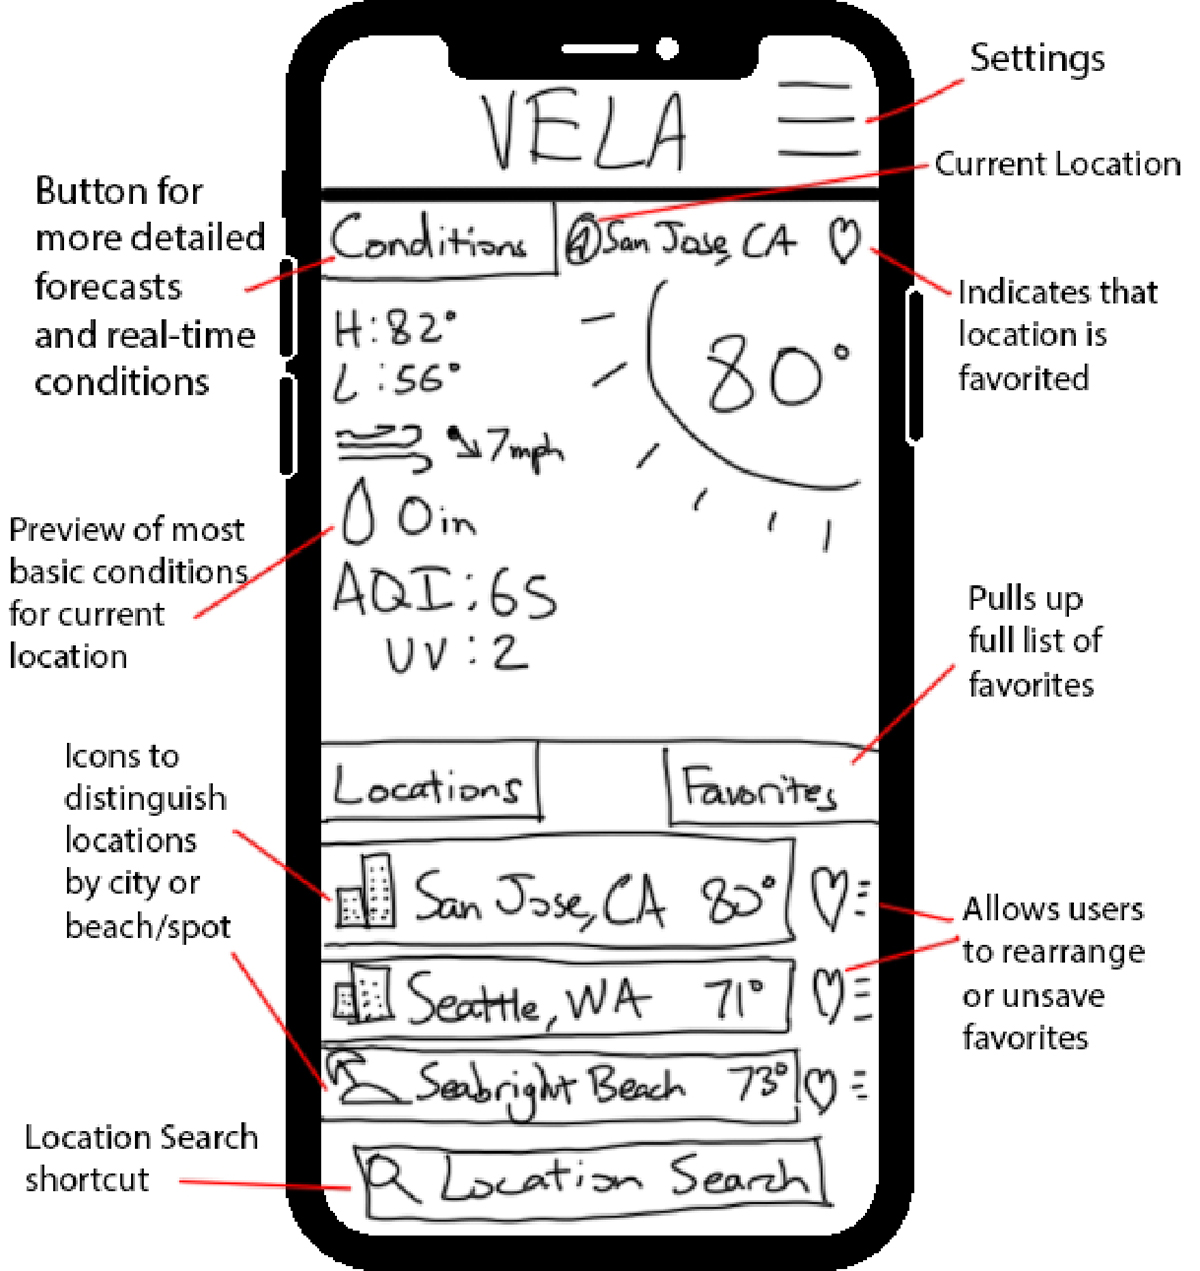 VELA
Settings
Current Location
Button for
more detailed
forecasts
and real-time
conditions
Conditions
San Jose, CA
Indicates that
location is
favorited
H:82°
L:56°
80°
7mph
0in
AQI:65
UV:2
Preview of most
basic conditions
for current
location
Pulls up
full list of
favorites
Locations
Favorites
Icons to
distinguish
locations
by city or
beach/spot
San Jose, CA 80°
Seattle, WA 71°
Seabright Beach 73°
Allows users
to rearrange
or unsave
favorites
Location Search
shortcut
Location Search